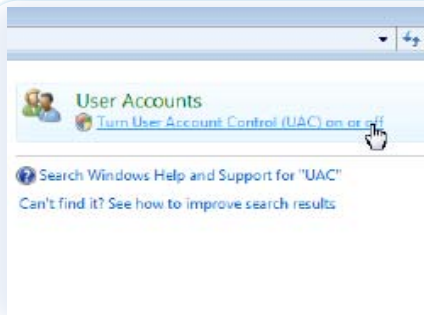 User Accounts
Turn User Account Control (UAC) on or off
Search Windows Help and Support for "UAC"
Can't find it? See how to improve search results